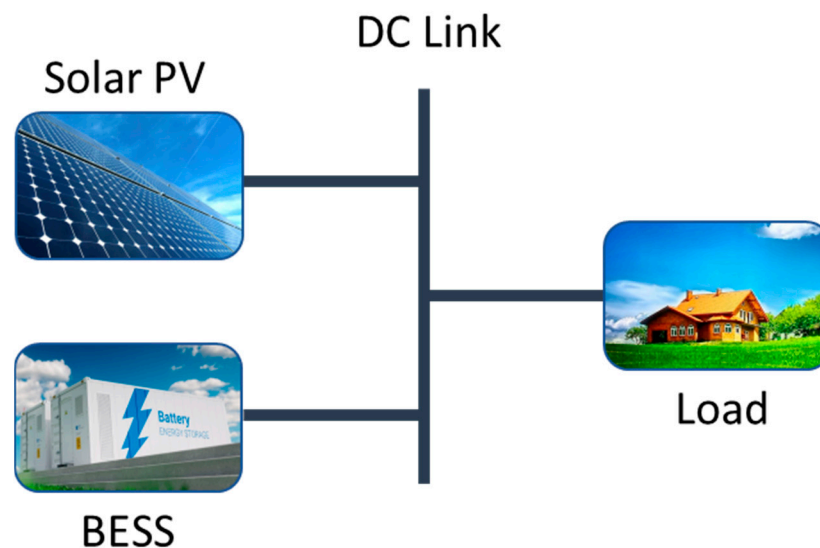 DC Link
Solar PV
Battery
ENERGY STORAGE
Load
BESS